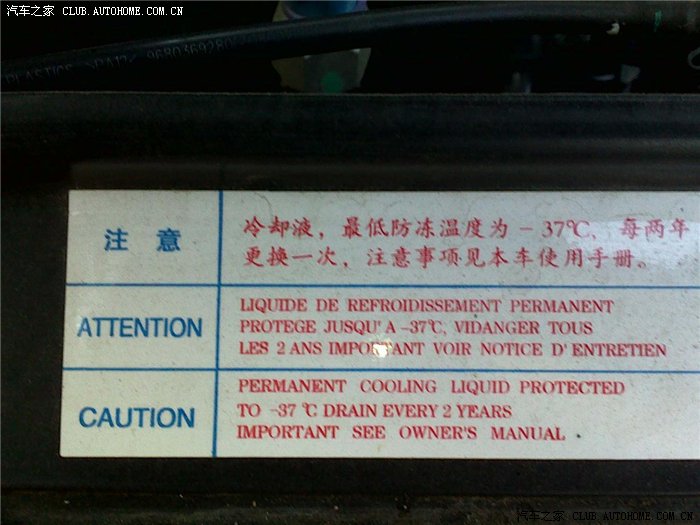 汽车之家 CLUB.AUTOHOME.COM.CN
PLASTICS >PA12<
注 意
冷却液，最低防冻温度为 - 37℃，每两年
更换一次，注意事项见本车使用手册。
ATTENTION
LIQUIDE DE REFROIDISSEMENT PERMANENT
PROTEGE JUSQU'A -37℃, VIDANGER TOUS
LES 2 ANS IMPORTANT VOIR NOTICE D'ENTRETIEN
CAUTION
PERMANENT COOLING LIQUID PROTECTED
TO -37 ℃ DRAIN EVERY 2 YEARS
IMPORTANT SEE OWNER'S MANUAL
汽车之家 CLUB.AUTOHOME.COM.CN